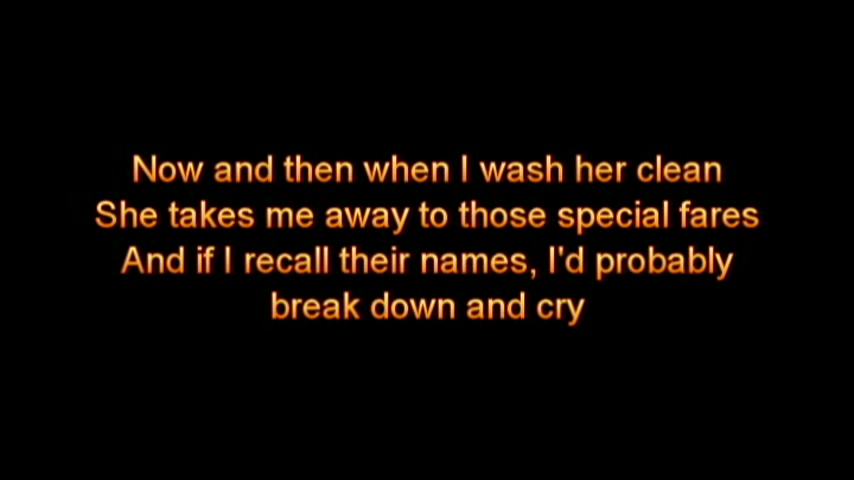 Now and then when I wash her clean
She takes me away to those special fares
And if I recall their names, I'd probably
break down and cry